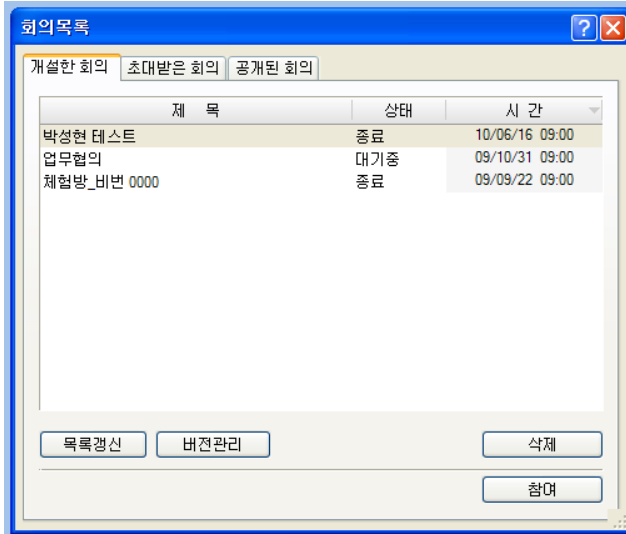 회의목록
개설한 회의 초대받은 회의 공개된 회의
제 목 상태 시 간
박성현 테스트 종료 10/06/16 09:00
업무협의 대기중 09/10/31 09:00
체험방_비번 0000 종료 09/09/22 09:00
목록갱신 버전관리 삭제
참여